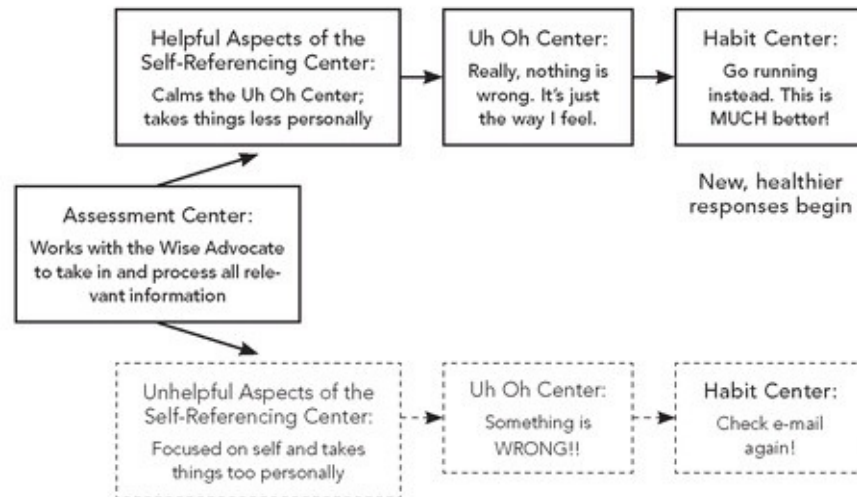 Helpful Aspects of the
Self-Referencing Center:
Calms the Uh Oh Center;
takes things less personally
Uh Oh Center:
Really, nothing is
wrong. It's just
the way I feel.
Habit Center:
Go running
instead. This is
MUCH better!
New, healthier
responses begin
Assessment Center:
Works with the Wise Advocate
to take in and process all rele-
vant information
Unhelpful Aspects of the
Self-Referencing Center:
Focused on self and takes
things too personally
Uh Oh Center:
Something is
WRONG!!
Habit Center:
Check e-mail
again!